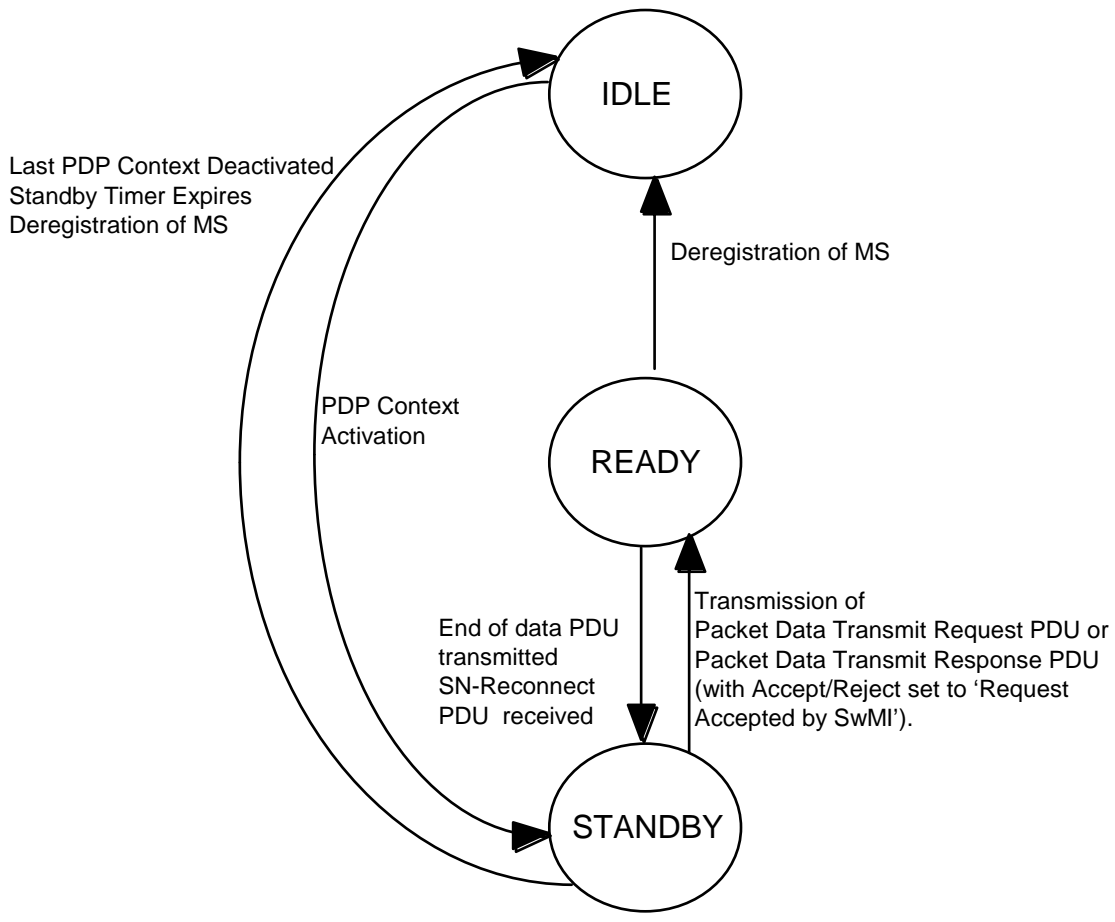 IDLE
Last PDP Context Deactivated
Standby Timer Expires
Deregistration of MS
Deregistration of MS
PDP Context
Activation
READY
End of data PDU
transmitted
SN-Reconnect
PDU received
Transmission of
Packet Data Transmit Request PDU or
Packet Data Transmit Response PDU
(with Accept/Reject set to ‘Request
Accepted by SwMI’).
STANDBY